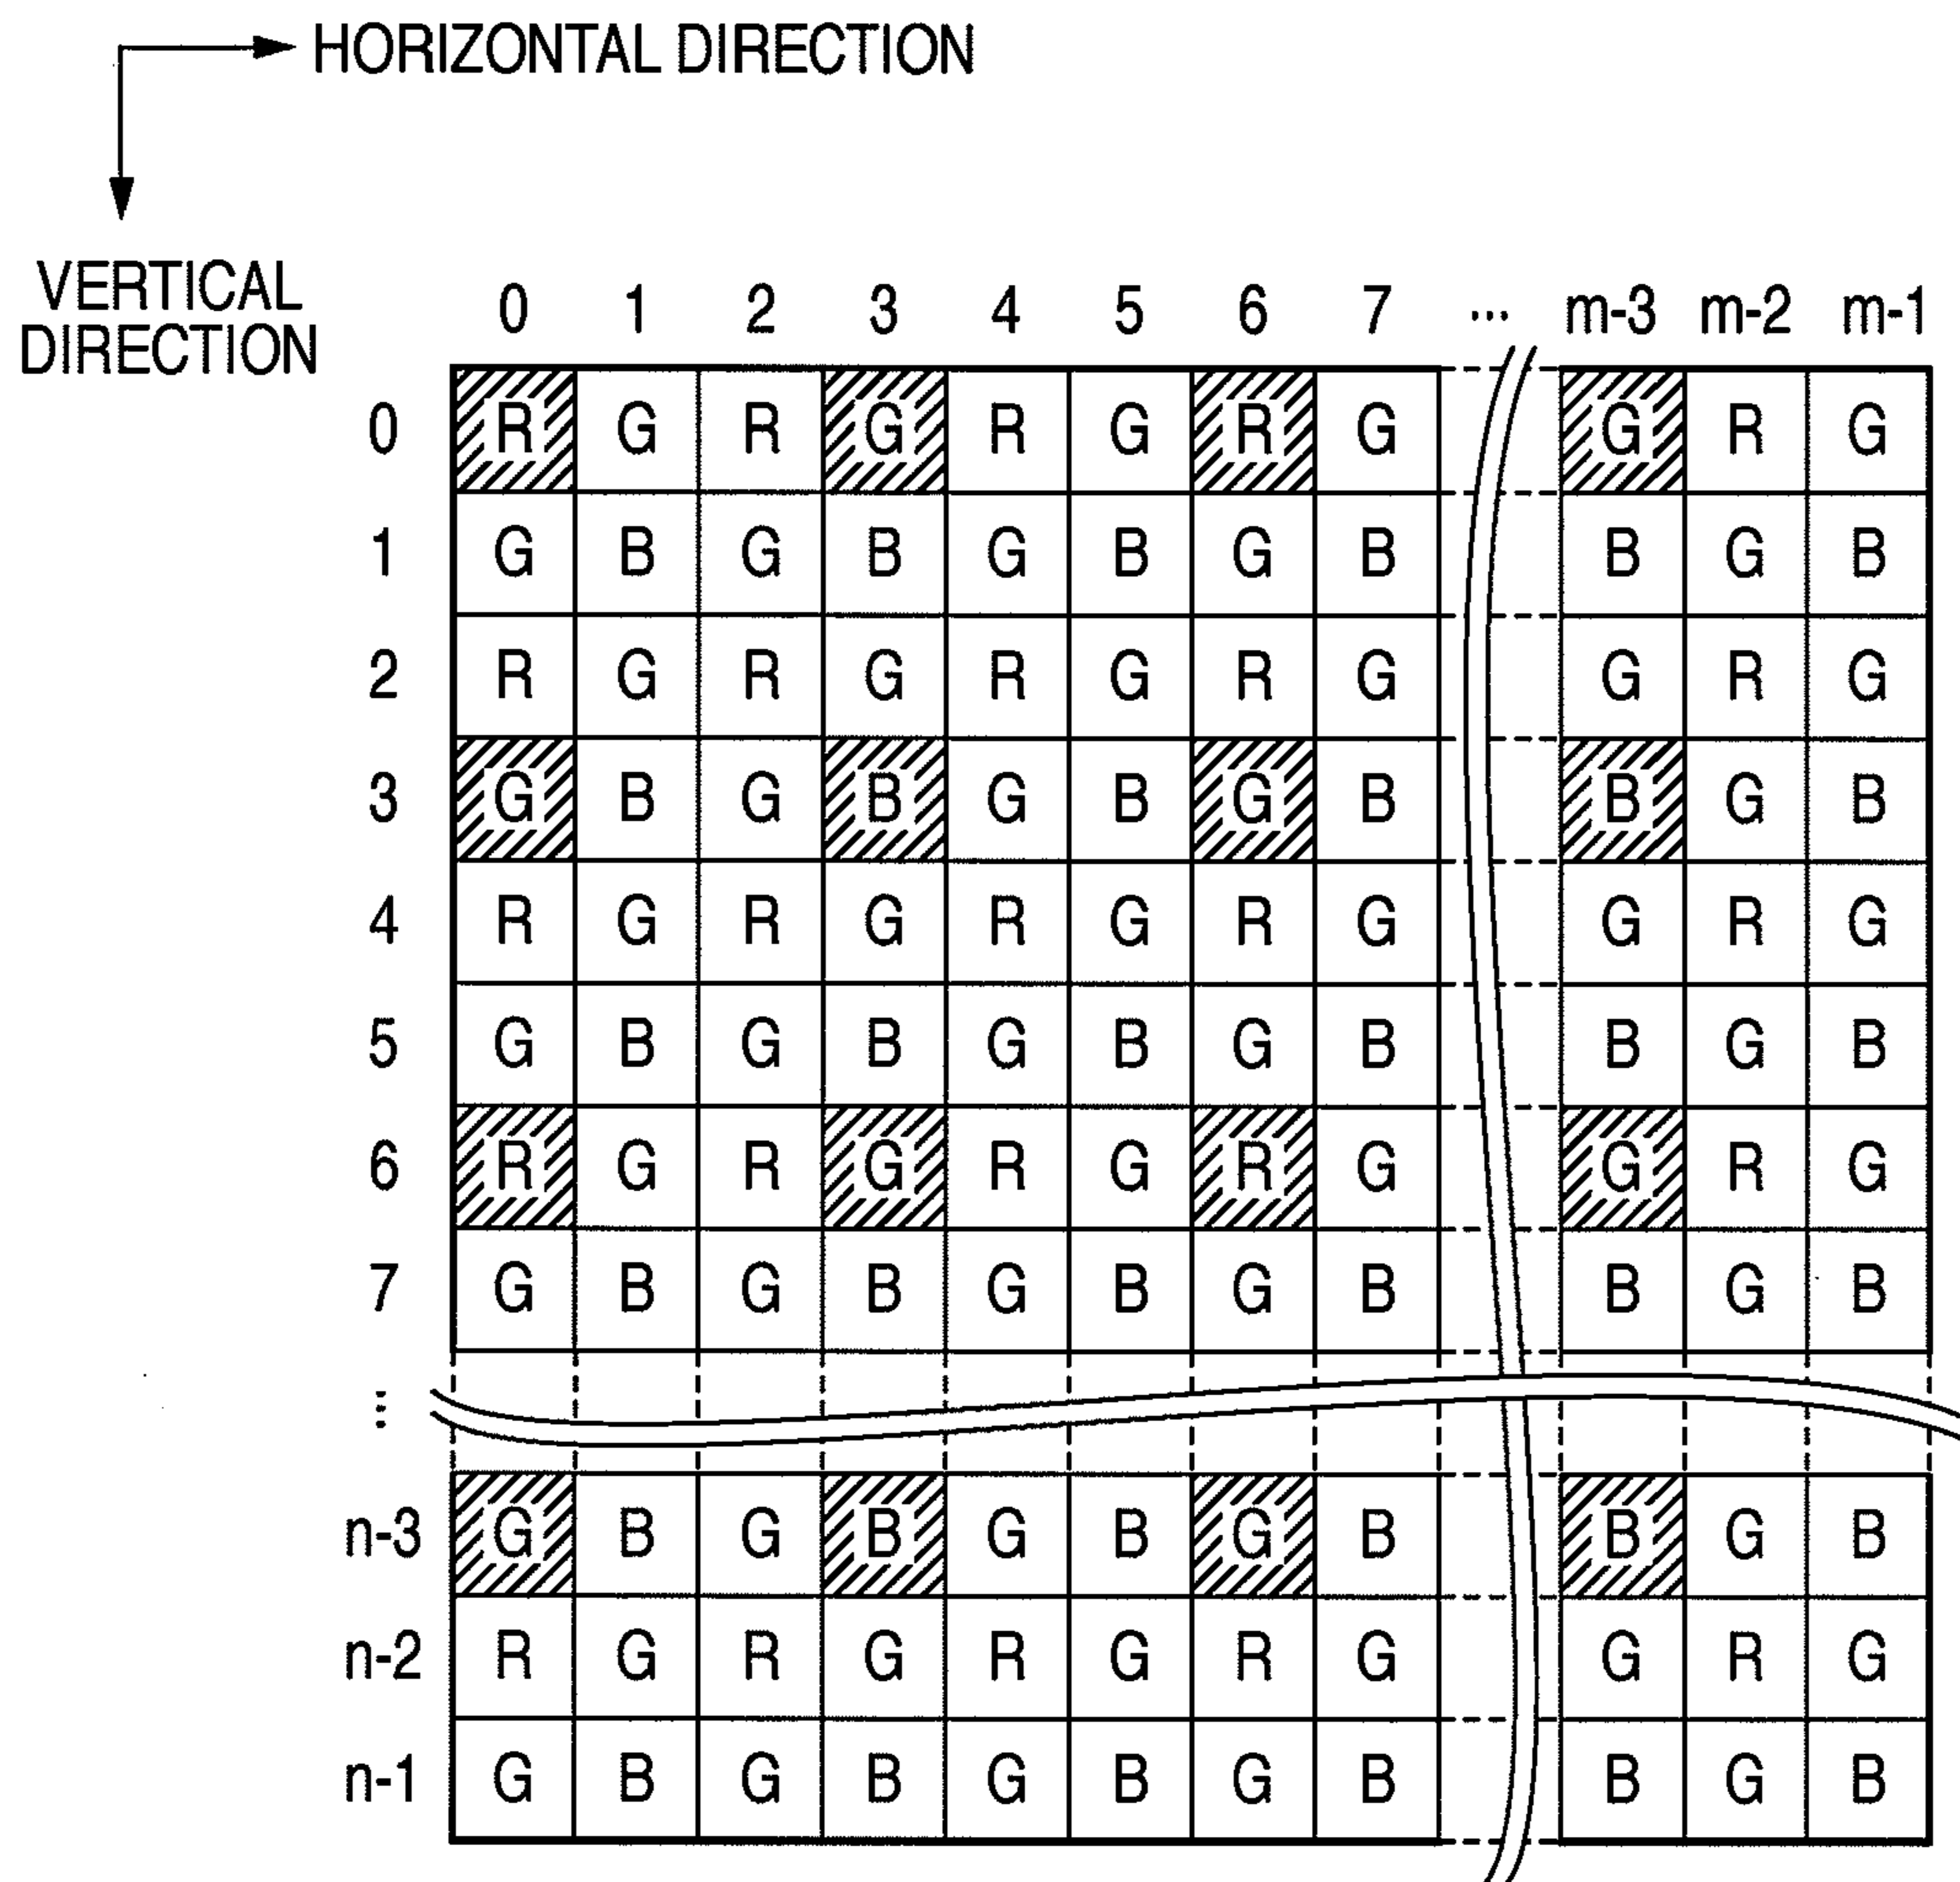 HORIZONTAL DIRECTION
VERTICAL
DIRECTION
0 1 2 3 4 5 6 7 ... m-3 m-2 m-1
0 R G R G R G R G G R G
1 G B G B G B G B B G B
2 R G R G R G R G G R G
3 G B G B G B G B B G B
4 R G R G R G R G G R G
5 G B G B G B G B B G B
6 R G R G R G R G G R G
7 G B G B G B G B B G B
...
n-3 G B G B G B G B B G B
n-2 R G R G R G R G G R G
n-1 G B G B G B G B B G B